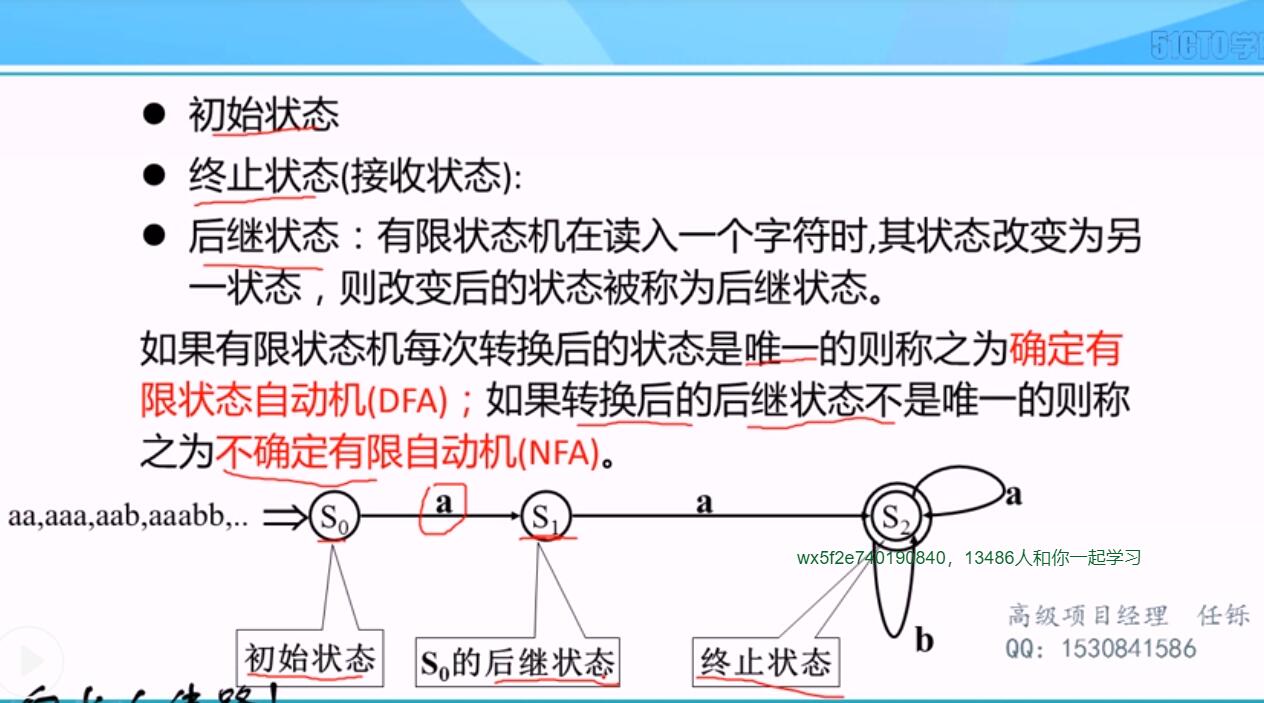 51CTO学
初始状态
终止状态(接收状态):
后继状态：有限状态机在读入一个字符时,其状态改变为另
一状态，则改变后的状态被称为后继状态。
如果有限状态机每次转换后的状态是唯一的则称之为确定有
限状态自动机(DFA)；如果转换后的后继状态不是唯一的则称
之为不确定有限自动机(NFA)。
aa,aaa,aab,aaabb,.. S0 a S1 a S2 a
wx5f2e740190840，13486人和你一起学习
b
高级项目经理 任铄
QQ：1530841586
初始状态 S0的后继状态 终止状态